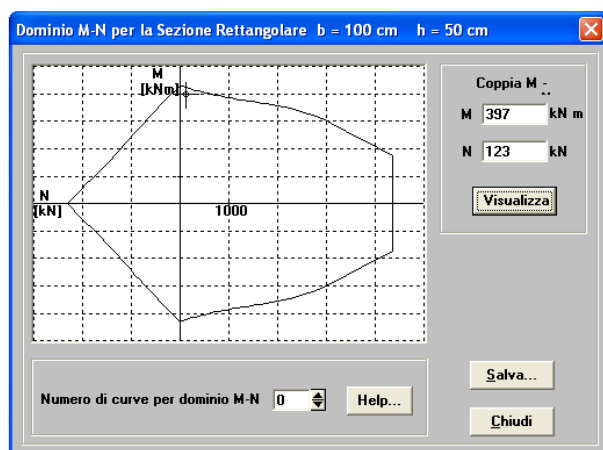 Dominio M-N per la Sezione Rettangolare b = 100 cm h = 50 cm
M
[kNm]
N
[kN]
1000
Coppia M -
M 397 kN m
N 123 kN
Visualizza
Numero di curve per dominio M-N 0 Help...
Salva...
Chiudi